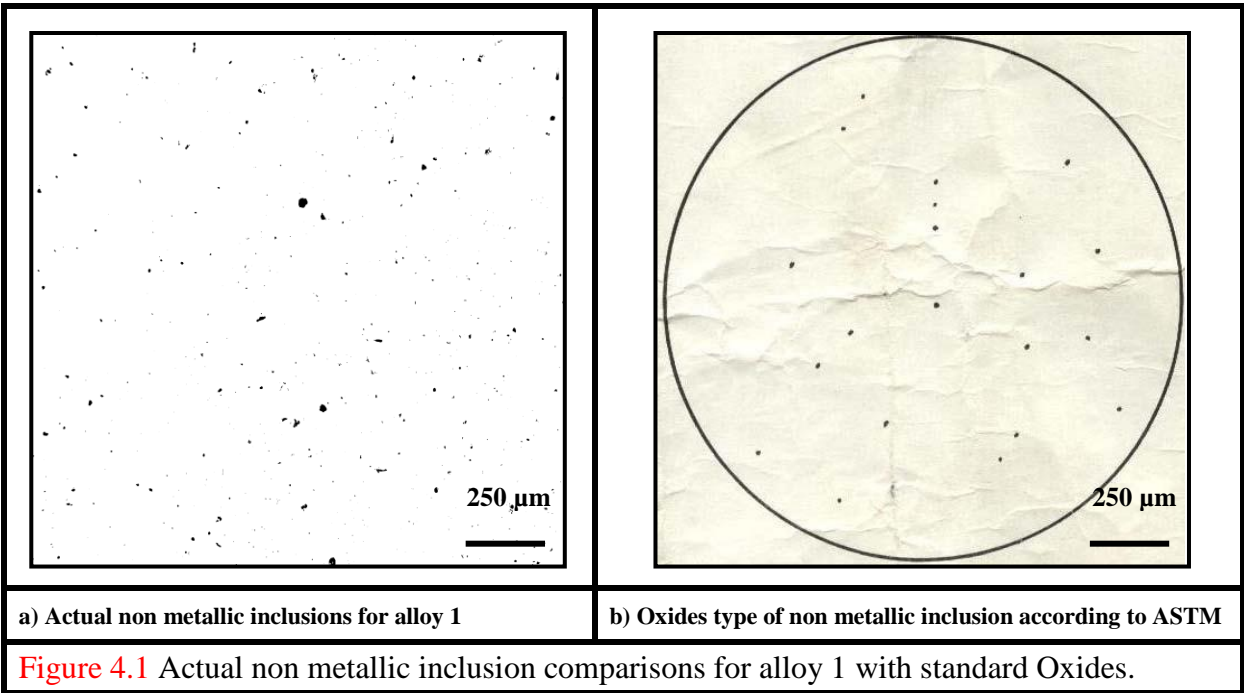 250 µm
250 µm
a) Actual non metallic inclusions for alloy 1
b) Oxides type of non metallic inclusion according to ASTM
Figure 4.1 Actual non metallic inclusion comparisons for alloy 1 with standard Oxides.